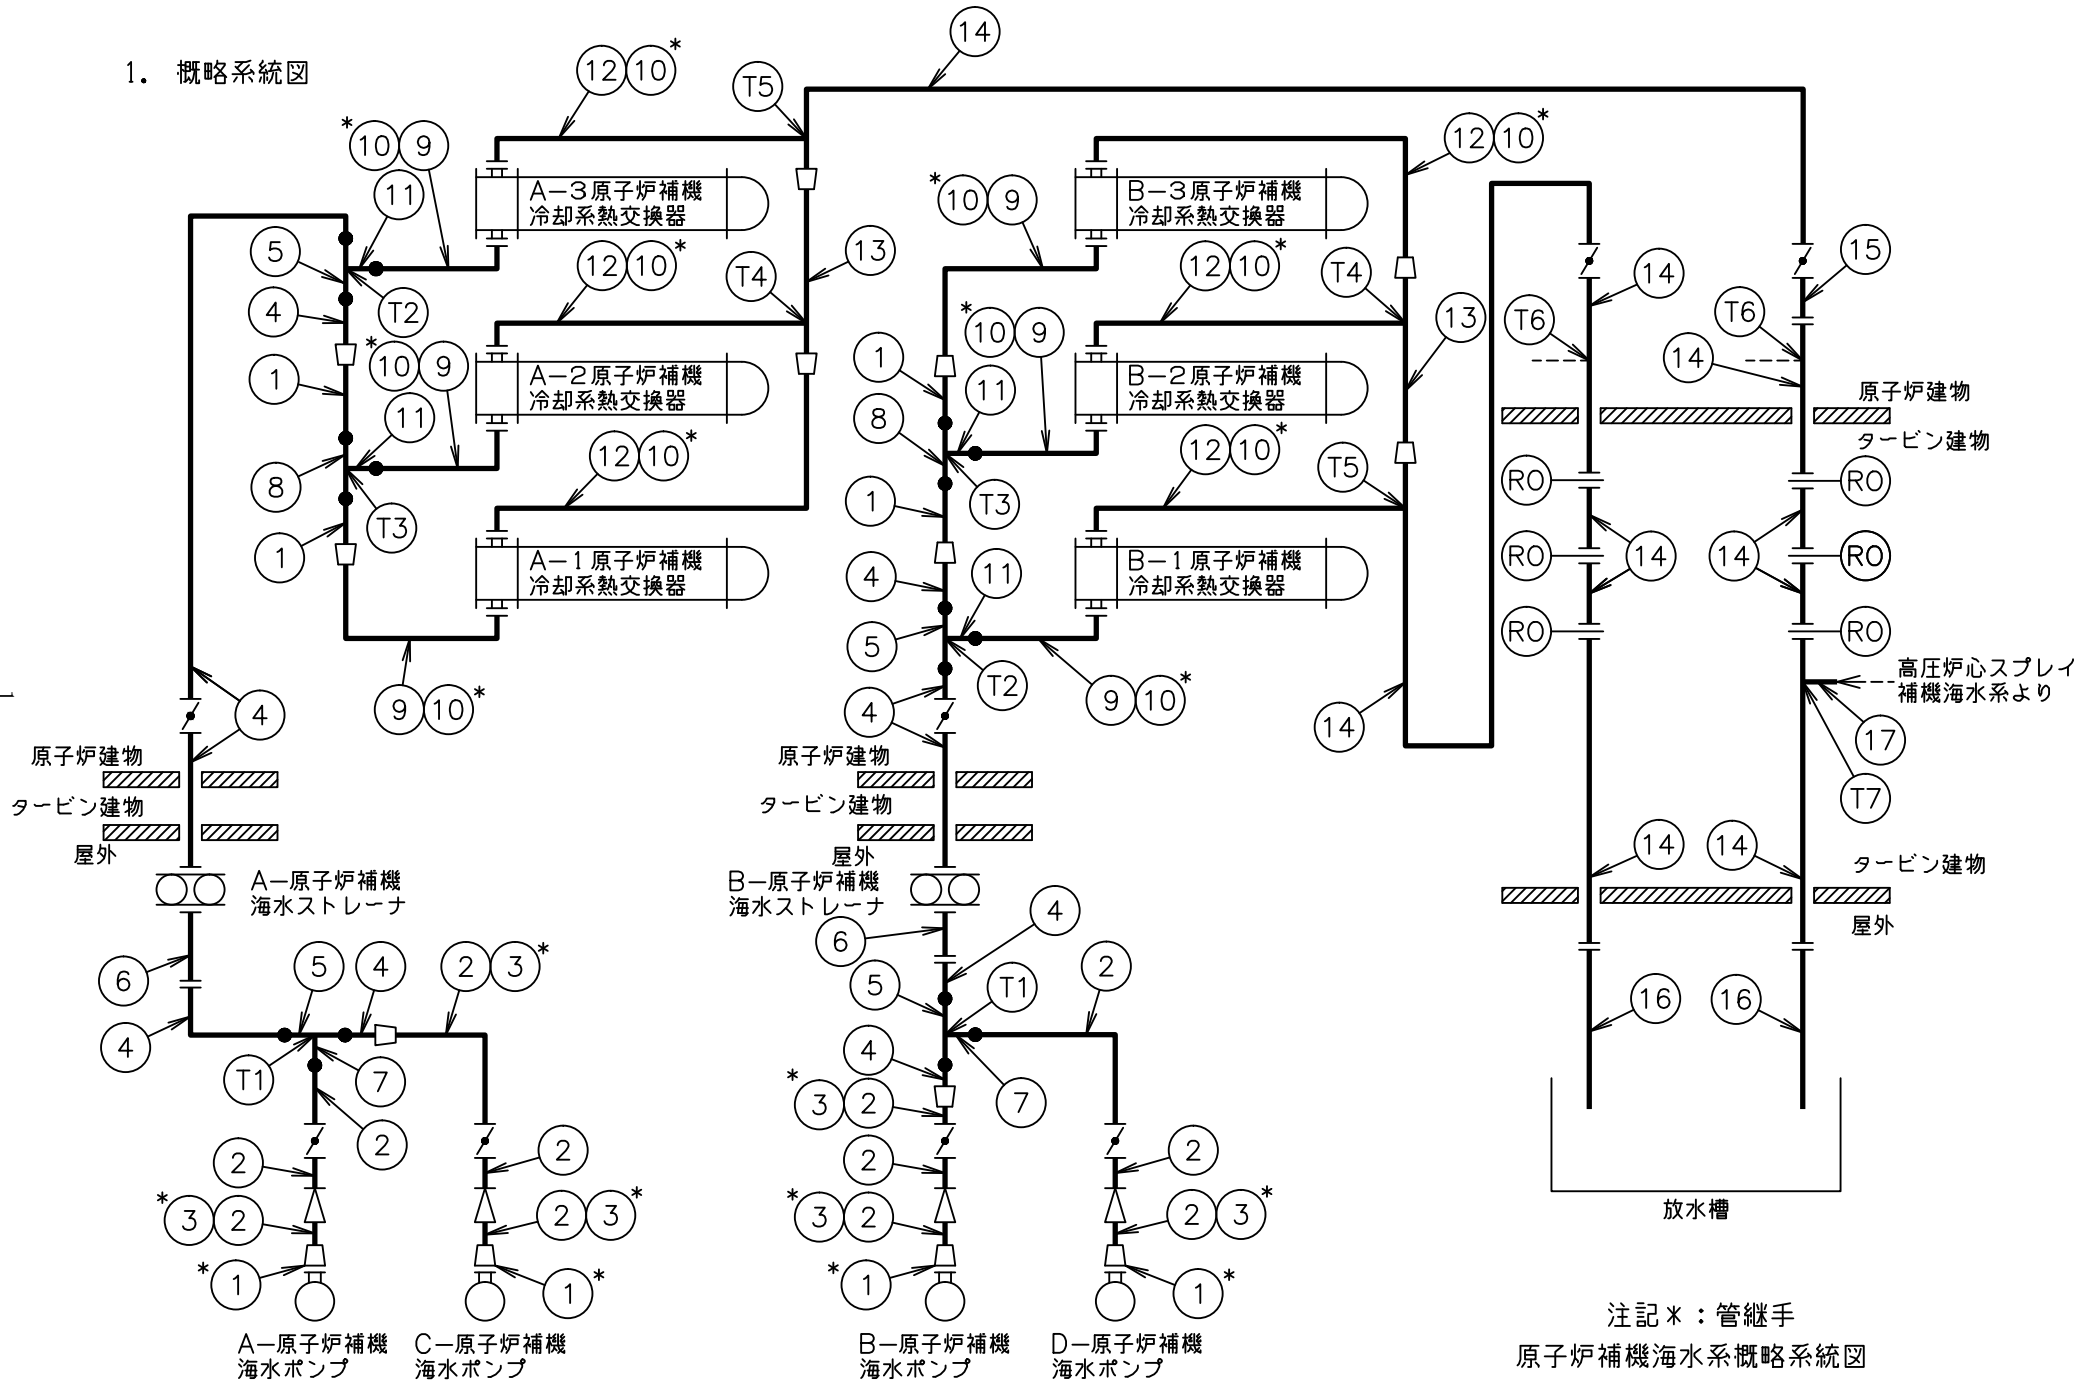 1. 概略系統図
14
12 10*
T5
*10 9
11
12 10*
A-3原子炉補機
冷却系熱交換器
B-3原子炉補機
冷却系熱交換器
*10 9
5
12 10*
T4
13
12 10*
T4
14
15
4
T2
*10 9
*10 9
13
T6
T6
1
A-2原子炉補機
冷却系熱交換器
1
11
B-2原子炉補機
冷却系熱交換器
14
原子炉建物
11
8
タービン建物
8
12 10*
12 10*
T5
RO
RO
1
T3
1
T3
A-1原子炉補機
冷却系熱交換器
4
11
B-1原子炉補機
冷却系熱交換器
RO
14
14
RO
5
RO
RO
T2
高圧炉心スプレイ
補機海水系より
4
9 10*
4
9 10*
14
17
原子炉建物
原子炉建物
T7
タービン建物
タービン建物
屋外
屋外
14
14
タービン建物
A-原子炉補機
海水ストレーナ
B-原子炉補機
海水ストレーナ
4
屋外
6
6
5
4
2 3*
5
T1
2
16
16
4
4
T1
7
*3 2
7
2
2
2
2
2
*3 2
2 3*
*3 2
2 3*
放水槽
*1
1*
*1
1*
A-原子炉補機
海水ポンプ
C-原子炉補機
海水ポンプ
B-原子炉補機
海水ポンプ
D-原子炉補機
海水ポンプ
注記*:管継手
原子炉補機海水系概略系統図
1